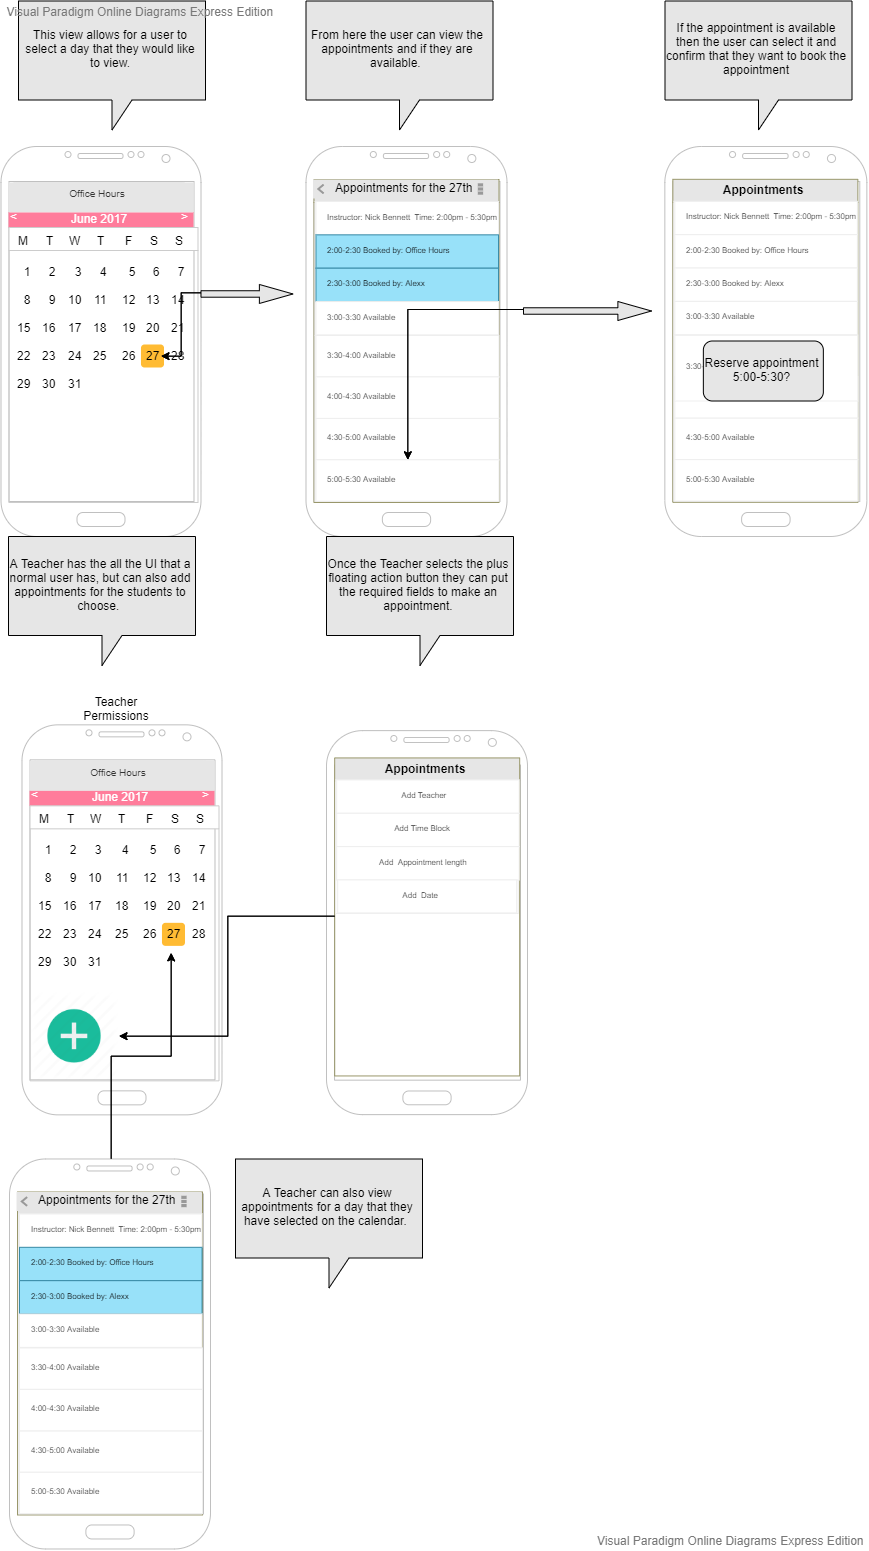 Visual Paradigm Online Diagrams Express Edition
This view allows for a user to
select a day that they would like
to view.
From here the user can view the
appointments and if they are
available.
If the appointment is available
then the user can select it and
confirm that they want to book the
appointment
Office Hours
< June 2017 >
M T W T F S S
1 2 3 4 5 6 7
8 9 10 11 12 13 14
15 16 17 18 19 20 21
22 23 24 25 26 27 28
29 30 31
Appointments for the 27th
Instructor: Nick Bennett Time: 2:00pm - 5:30pm
2:00-2:30 Booked by: Office Hours
2:30-3:00 Booked by: Alexx
3:00-3:30 Available
3:30-4:00 Available
4:00-4:30 Available
4:30-5:00 Available
5:00-5:30 Available
Appointments
Instructor: Nick Bennett Time: 2:00pm - 5:30pm
2:00-2:30 Booked by: Office Hours
2:30-3:00 Booked by: Alexx
3:00-3:30 Available
3:30-
Reserve appointment
5:00-5:30?
4:30-5:00 Available
5:00-5:30 Available
A Teacher has the all the UI that a
normal user has, but can also add
appointments for the students to
choose.
Once the Teacher selects the plus
floating action button they can put
the required fields to make an
appointment.
Teacher
Permissions
Office Hours
< June 2017 >
M T W T F S S
1 2 3 4 5 6 7
8 9 10 11 12 13 14
15 16 17 18 19 20 21
22 23 24 25 26 27 28
29 30 31
Appointments
Add Teacher
Add Time Block
Add Appointment length
Add Date
Appointments for the 27th
Instructor: Nick Bennett Time: 2:00pm - 5:30pm
2:00-2:30 Booked by: Office Hours
2:30-3:00 Booked by: Alexx
3:00-3:30 Available
3:30-4:00 Available
4:00-4:30 Available
4:30-5:00 Available
5:00-5:30 Available
A Teacher can also view
appointments for a day that they
have selected on the calendar.
Visual Paradigm Online Diagrams Express Edition